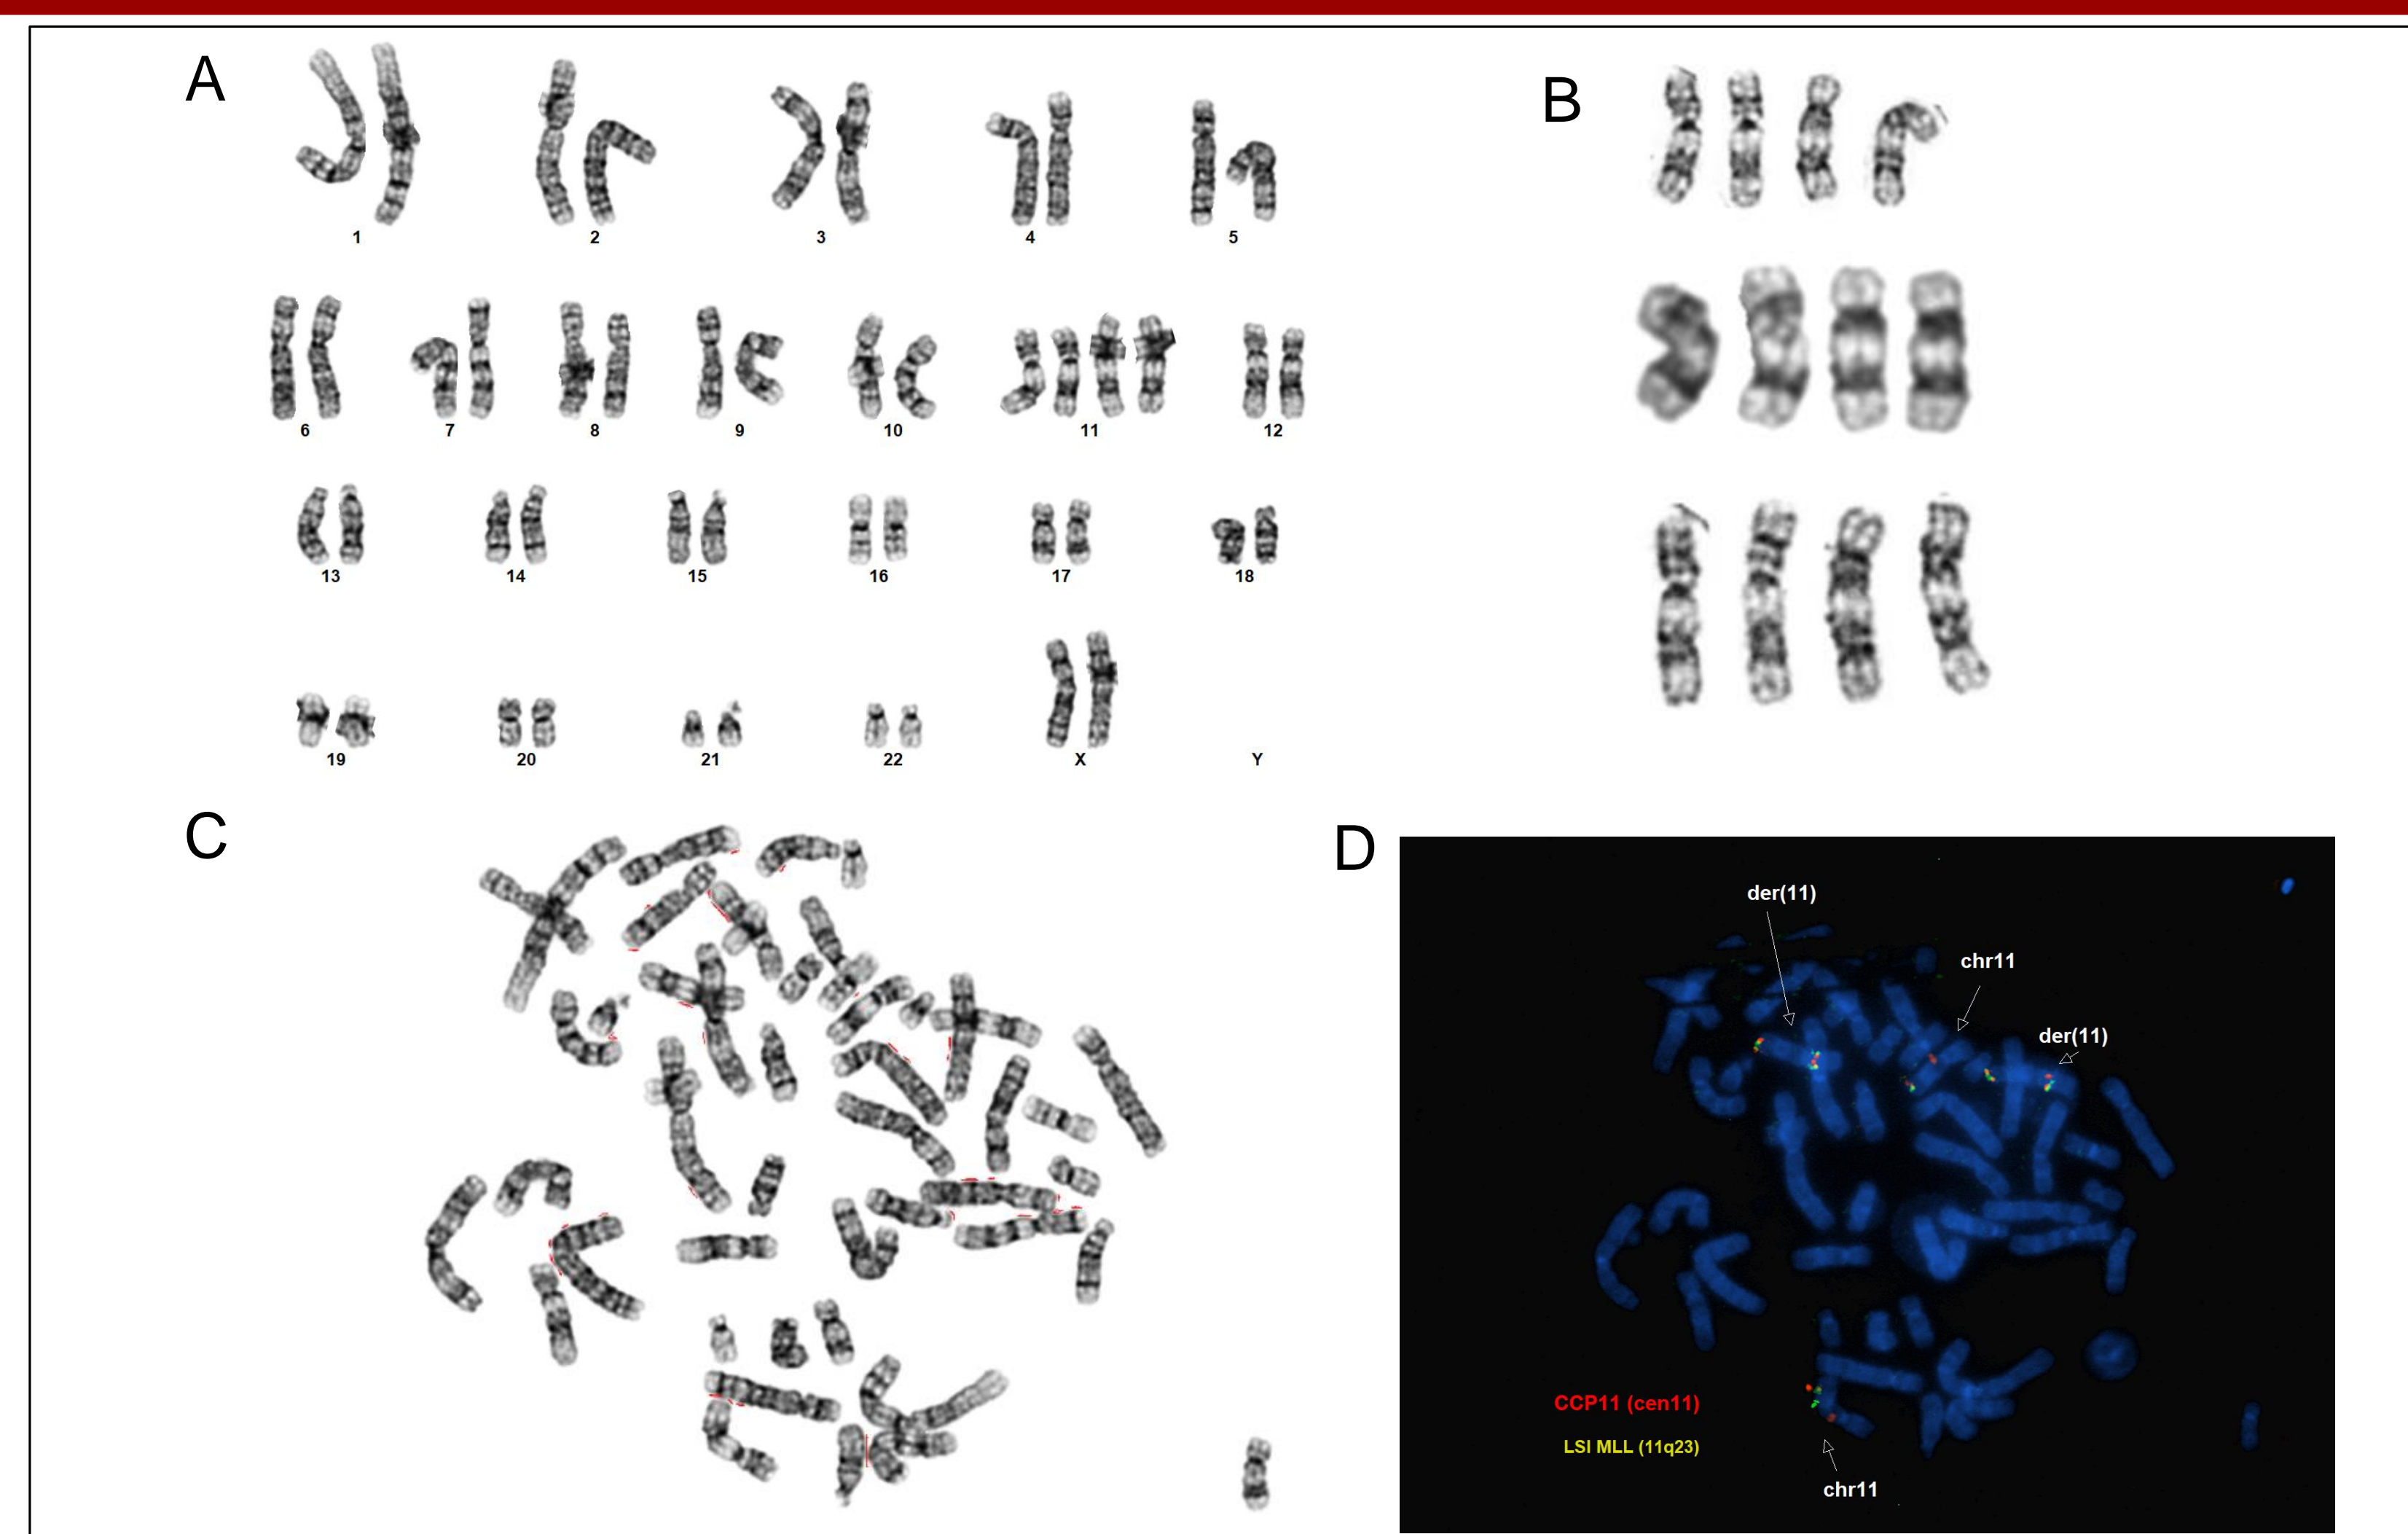 A
B
1 2 3 4 5
6 7 8 9 10 11 12
13 14 15 16 17 18
19 20 21 22 X Y
C
D
der(11)
chr11
der(11)
CCP11 (cen11)
LSI MLL (11q23)
chr11